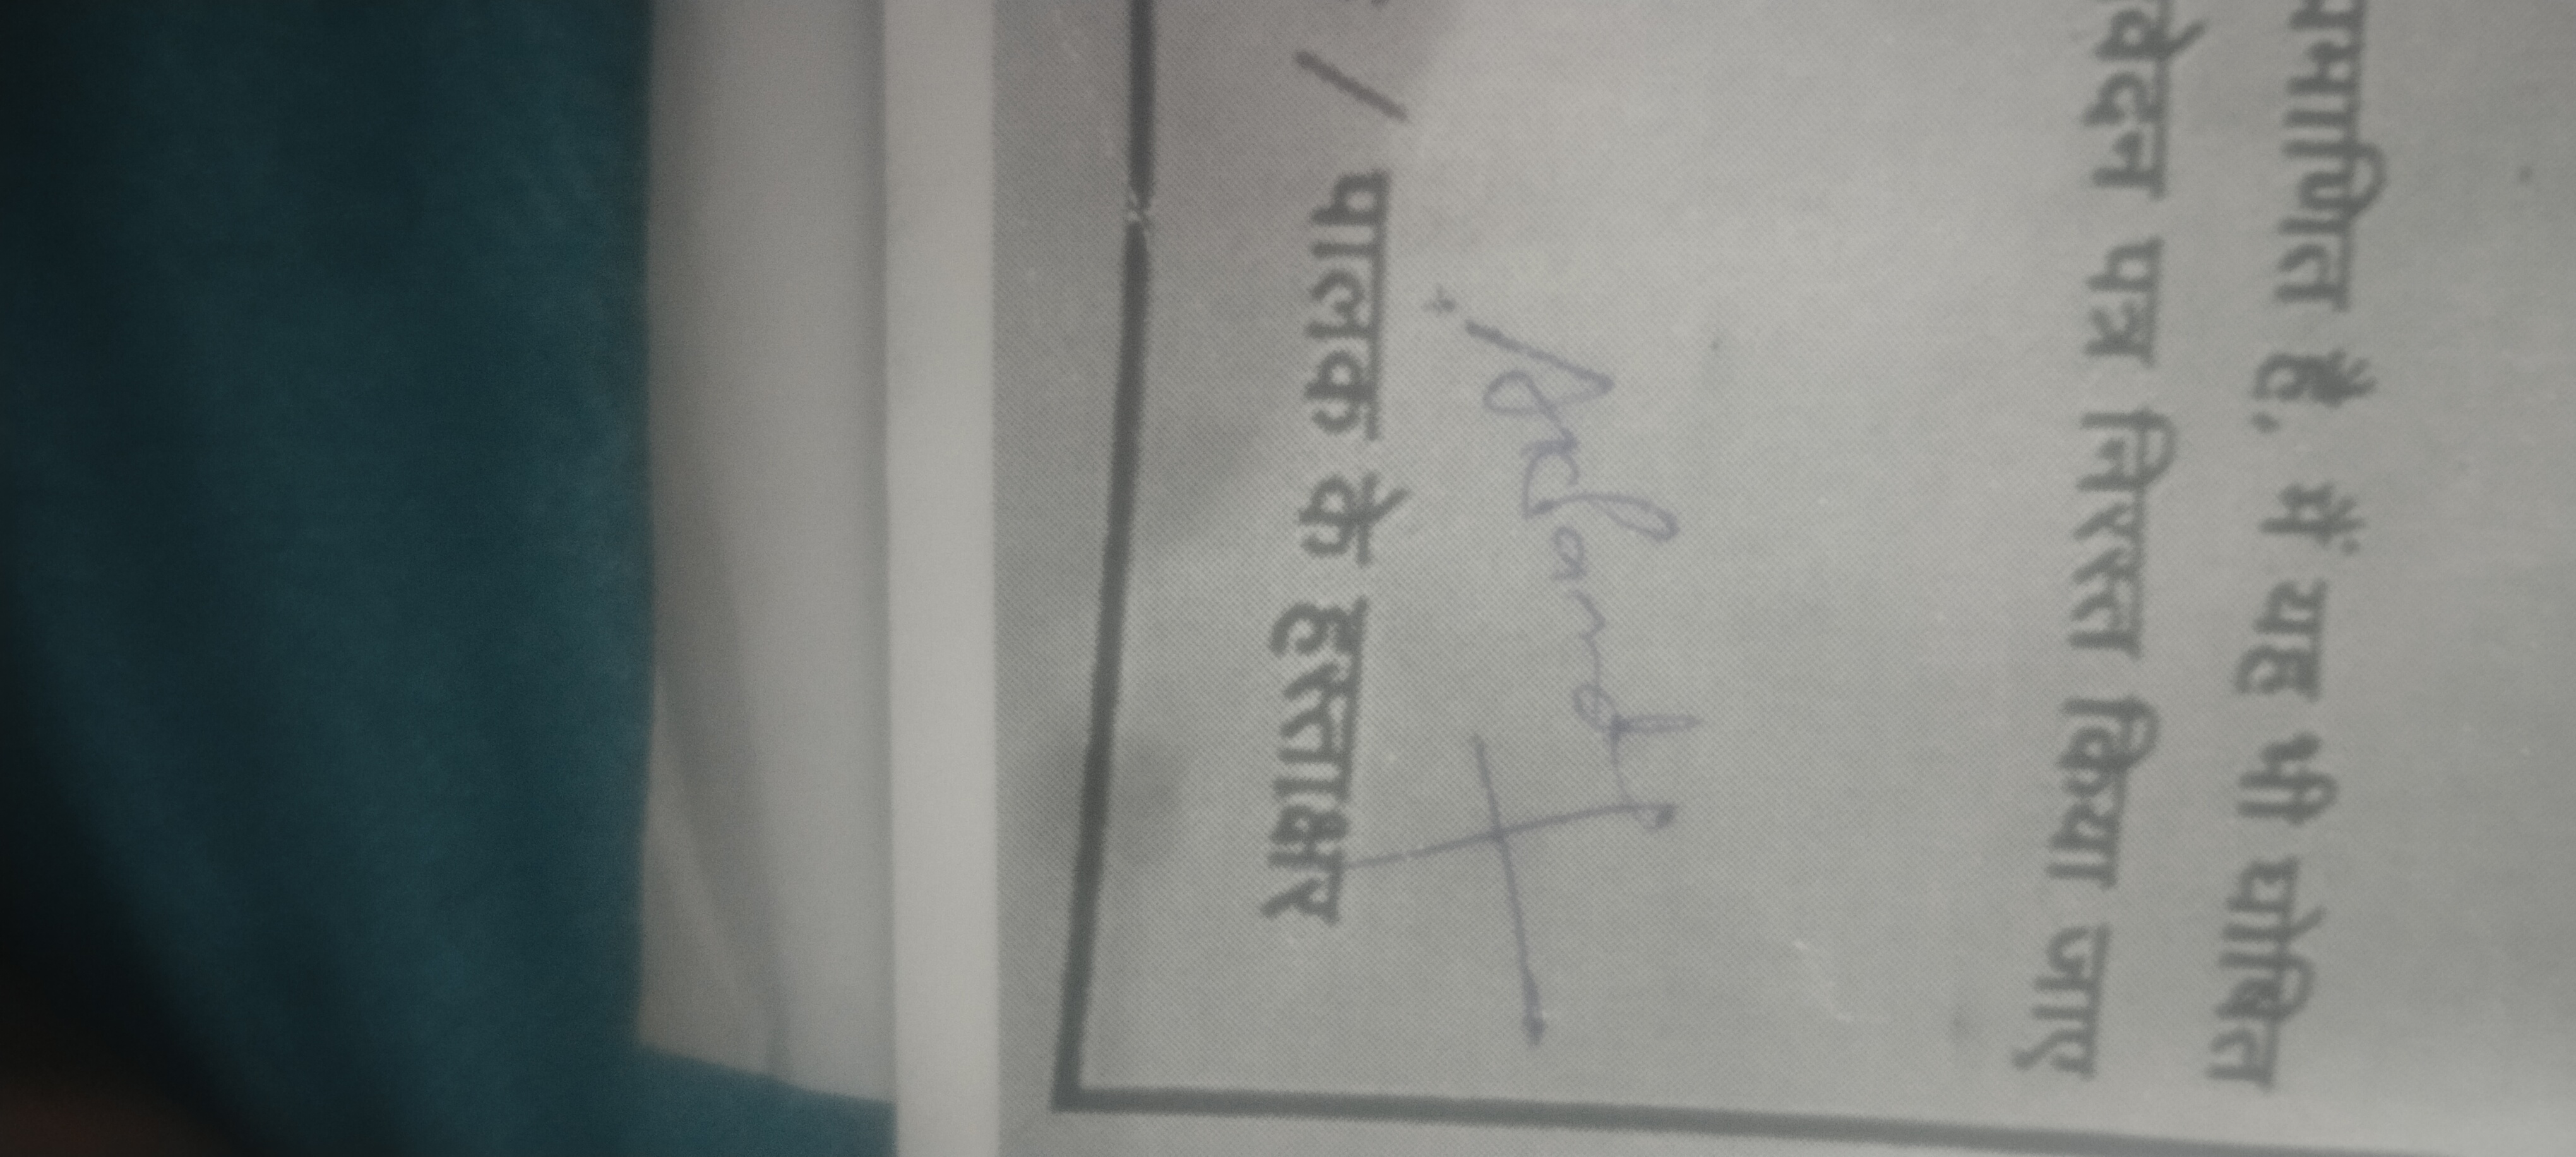 प्रमाणित हैं. में यह भी घोषित
वेदन पत्र निरस्त किया जाए
/ पालक के हस्ताक्षर